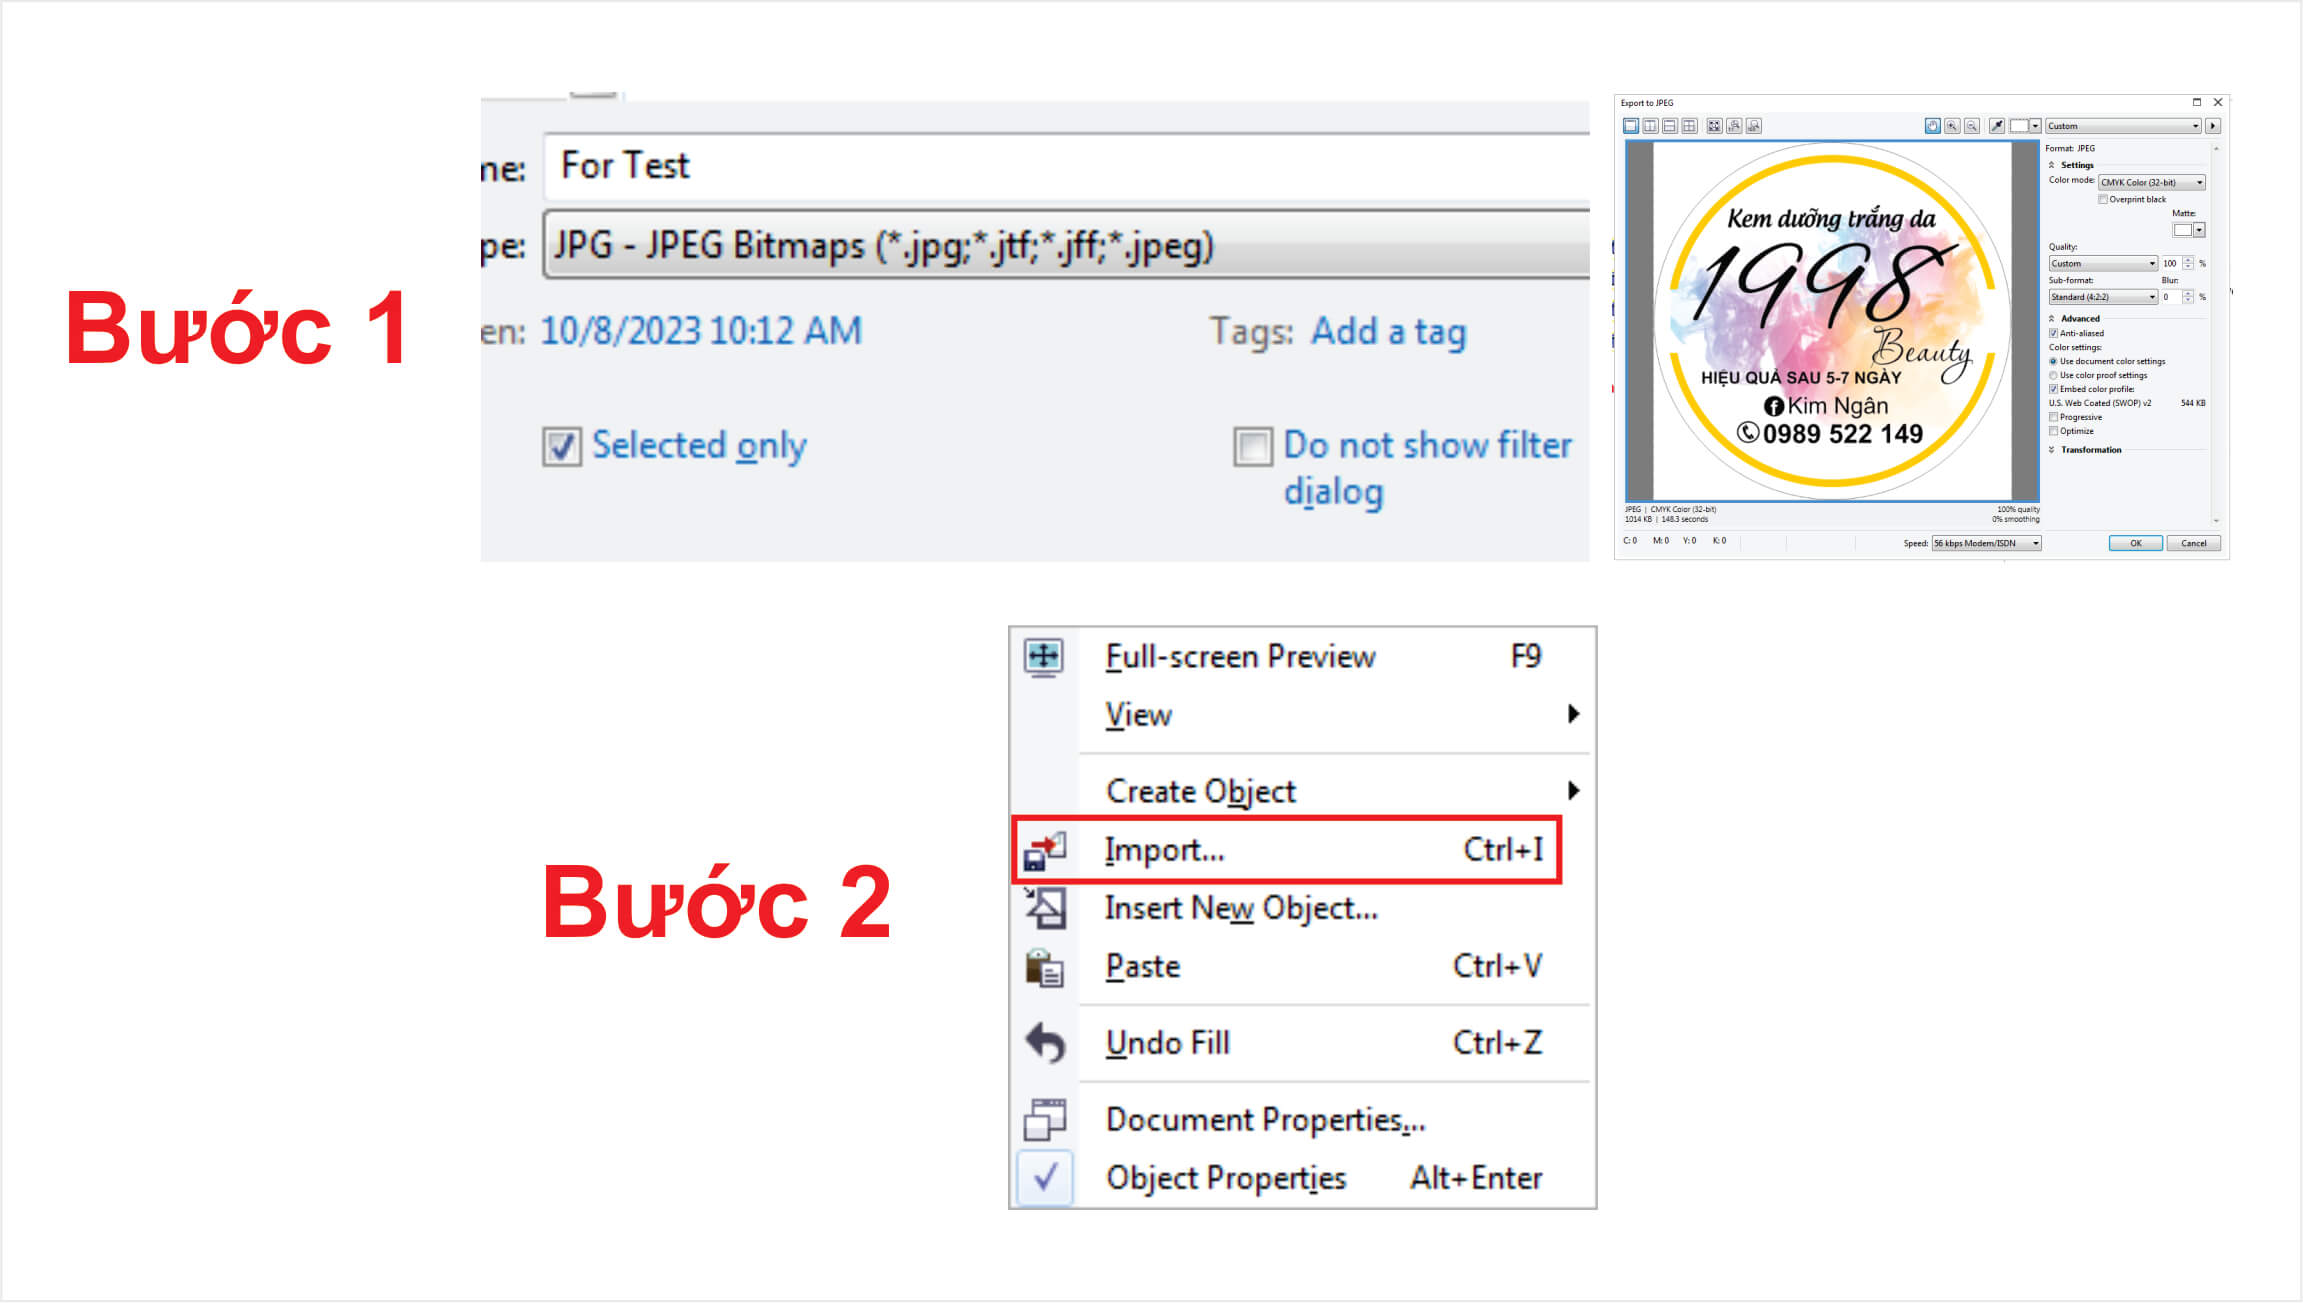 Bước 1
me:
For Test
pe:
JPG - JPEG Bitmaps (*.jpg;*.jtf;*.jff;*.jpeg)
en: 10/8/2023 10:12 AM
Tags: Add a tag
Selected only
Do not show filter
dialog
Export to JPEG
Custom
Kem dưỡng trắng da
1998
Beauty
HIỆU QUẢ SAU 5-7 NGÀY
Kim Ngân
0989 522 149
JPEG | CMYK Color (32-bit)
100% quality
1014 KB | 148.3 seconds
0% smoothing
C: 0 M: 0 Y: 0 K: 0
Speed: 56 kbps Modem/ISDN
Format: JPEG
Settings
Color mode: CMYK Color (32-bit)
Overprint black
Matte:
Quality:
Custom 100 %
Sub-format: Blur:
Standard (4:2:2) 0 %
Advanced
Anti-aliased
Color settings:
Use document color settings
Use color proof settings
Embed color profile:
U.S. Web Coated (SWOP) v2 544 KB
Progressive
Optimize
Transformation
OK Cancel
Bước 2
Full-screen Preview F9
View
Create Object
Import... Ctrl+I
Insert New Object...
Paste Ctrl+V
Undo Fill Ctrl+Z
Document Properties...
Object Properties Alt+Enter